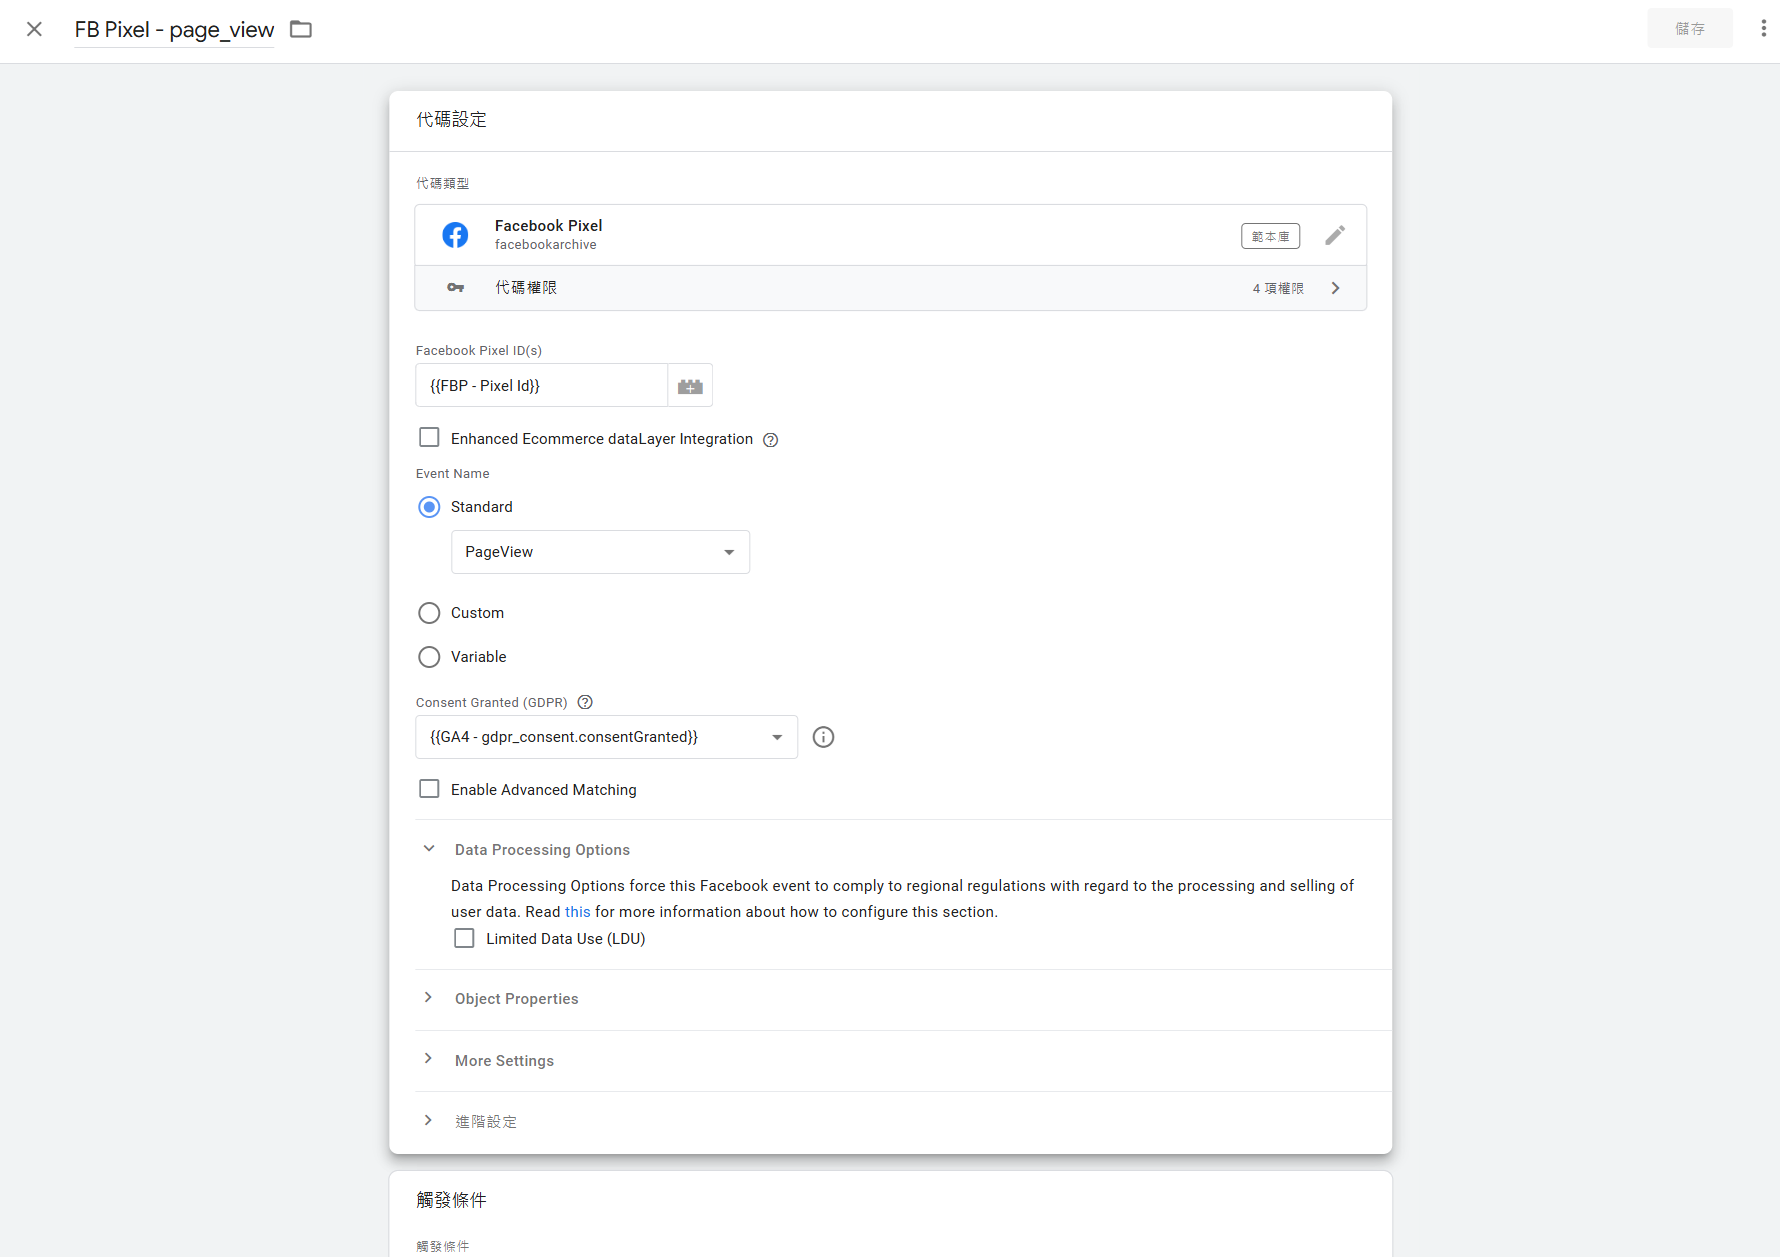 FB Pixel - page_view
儲存
代碼設定
代碼類型
Facebook Pixel
facebookarchive
範本庫
代碼權限
4 項權限
Facebook Pixel ID(s)
{{FBP - Pixel Id}}
Enhanced Ecommerce dataLayer Integration
Event Name
Standard
PageView
Custom
Variable
Consent Granted (GDPR)
{{GA4 - gdpr_consent.consentGranted}}
Enable Advanced Matching
Data Processing Options
Data Processing Options force this Facebook event to comply to regional regulations with regard to the processing and selling of
user data. Read this for more information about how to configure this section.
Limited Data Use (LDU)
Object Properties
More Settings
進階設定
觸發條件
觸發條件